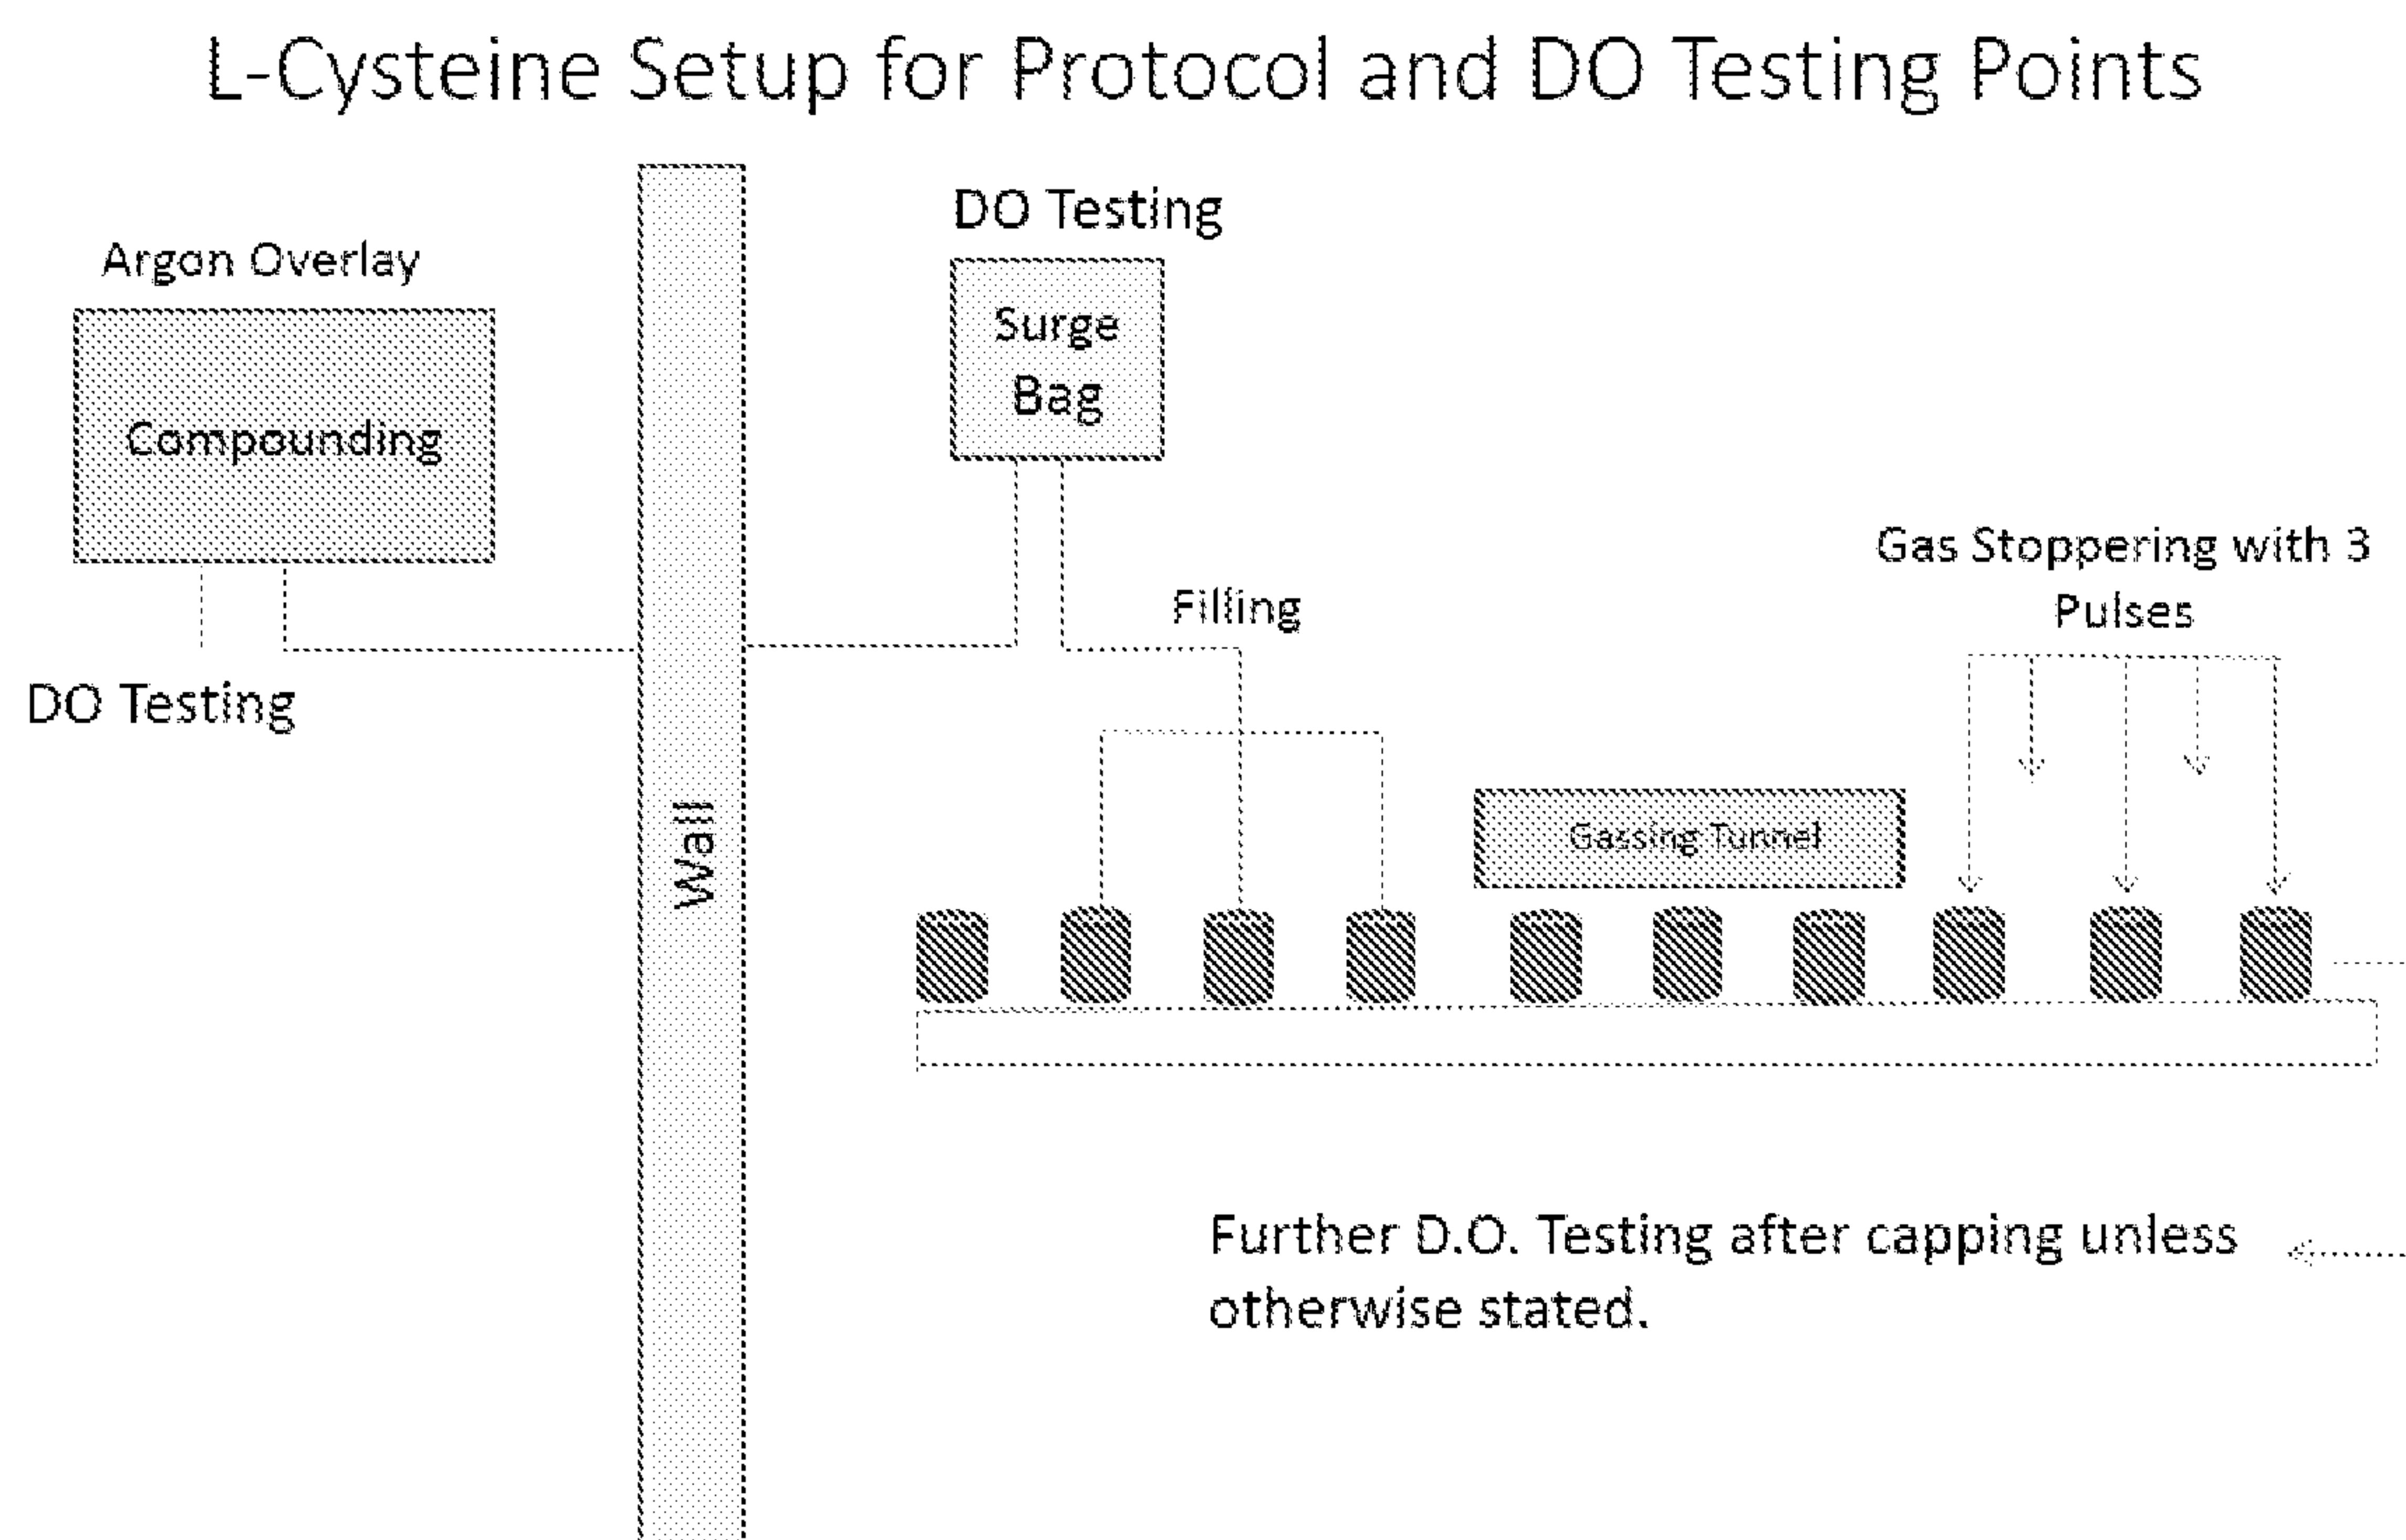 L-Cysteine Setup for Protocol and DO Testing Points
Argon Overlay
Compounding
DO Testing
Wall
DO Testing
Surge
Bag
Filling
Gassing Tunnel
Gas Stoppering with 3
Pulses
Further D.O. Testing after capping unless
otherwise stated.